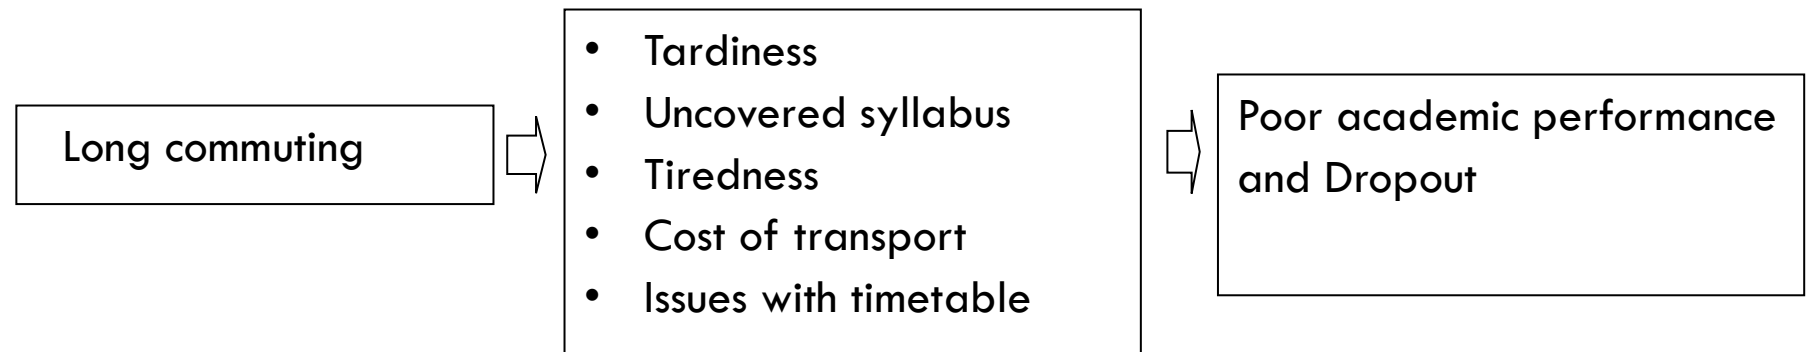 Long commuting
• Tardiness
• Uncovered syllabus
• Tiredness
• Cost of transport
• Issues with timetable
Poor academic performance
and Dropout